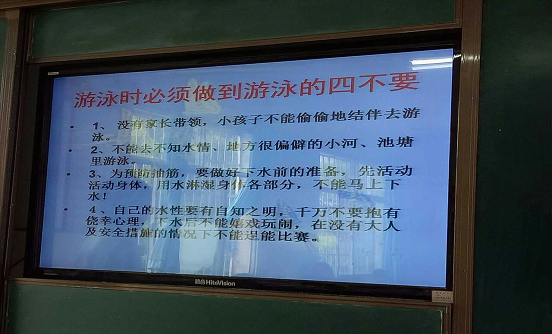 游泳时必须做到游泳的四不要
• 1、 没有家长带领，小孩子不能偷偷地结伴去游
泳。
• 2、不能去不知水情、地方很偏僻的小河、池塘
里游泳。
• 3、为预防抽筋，要做好下水前的准备，先活动
活动身体，用水淋湿身体各部分，不能马上下
水！
• 4、自己的水性要有自知之明，千万不要抱有
侥幸心理，下水后不能嬉戏玩闹，在没有大人
及安全措施的情况下不能逞能比赛。
HiteVision